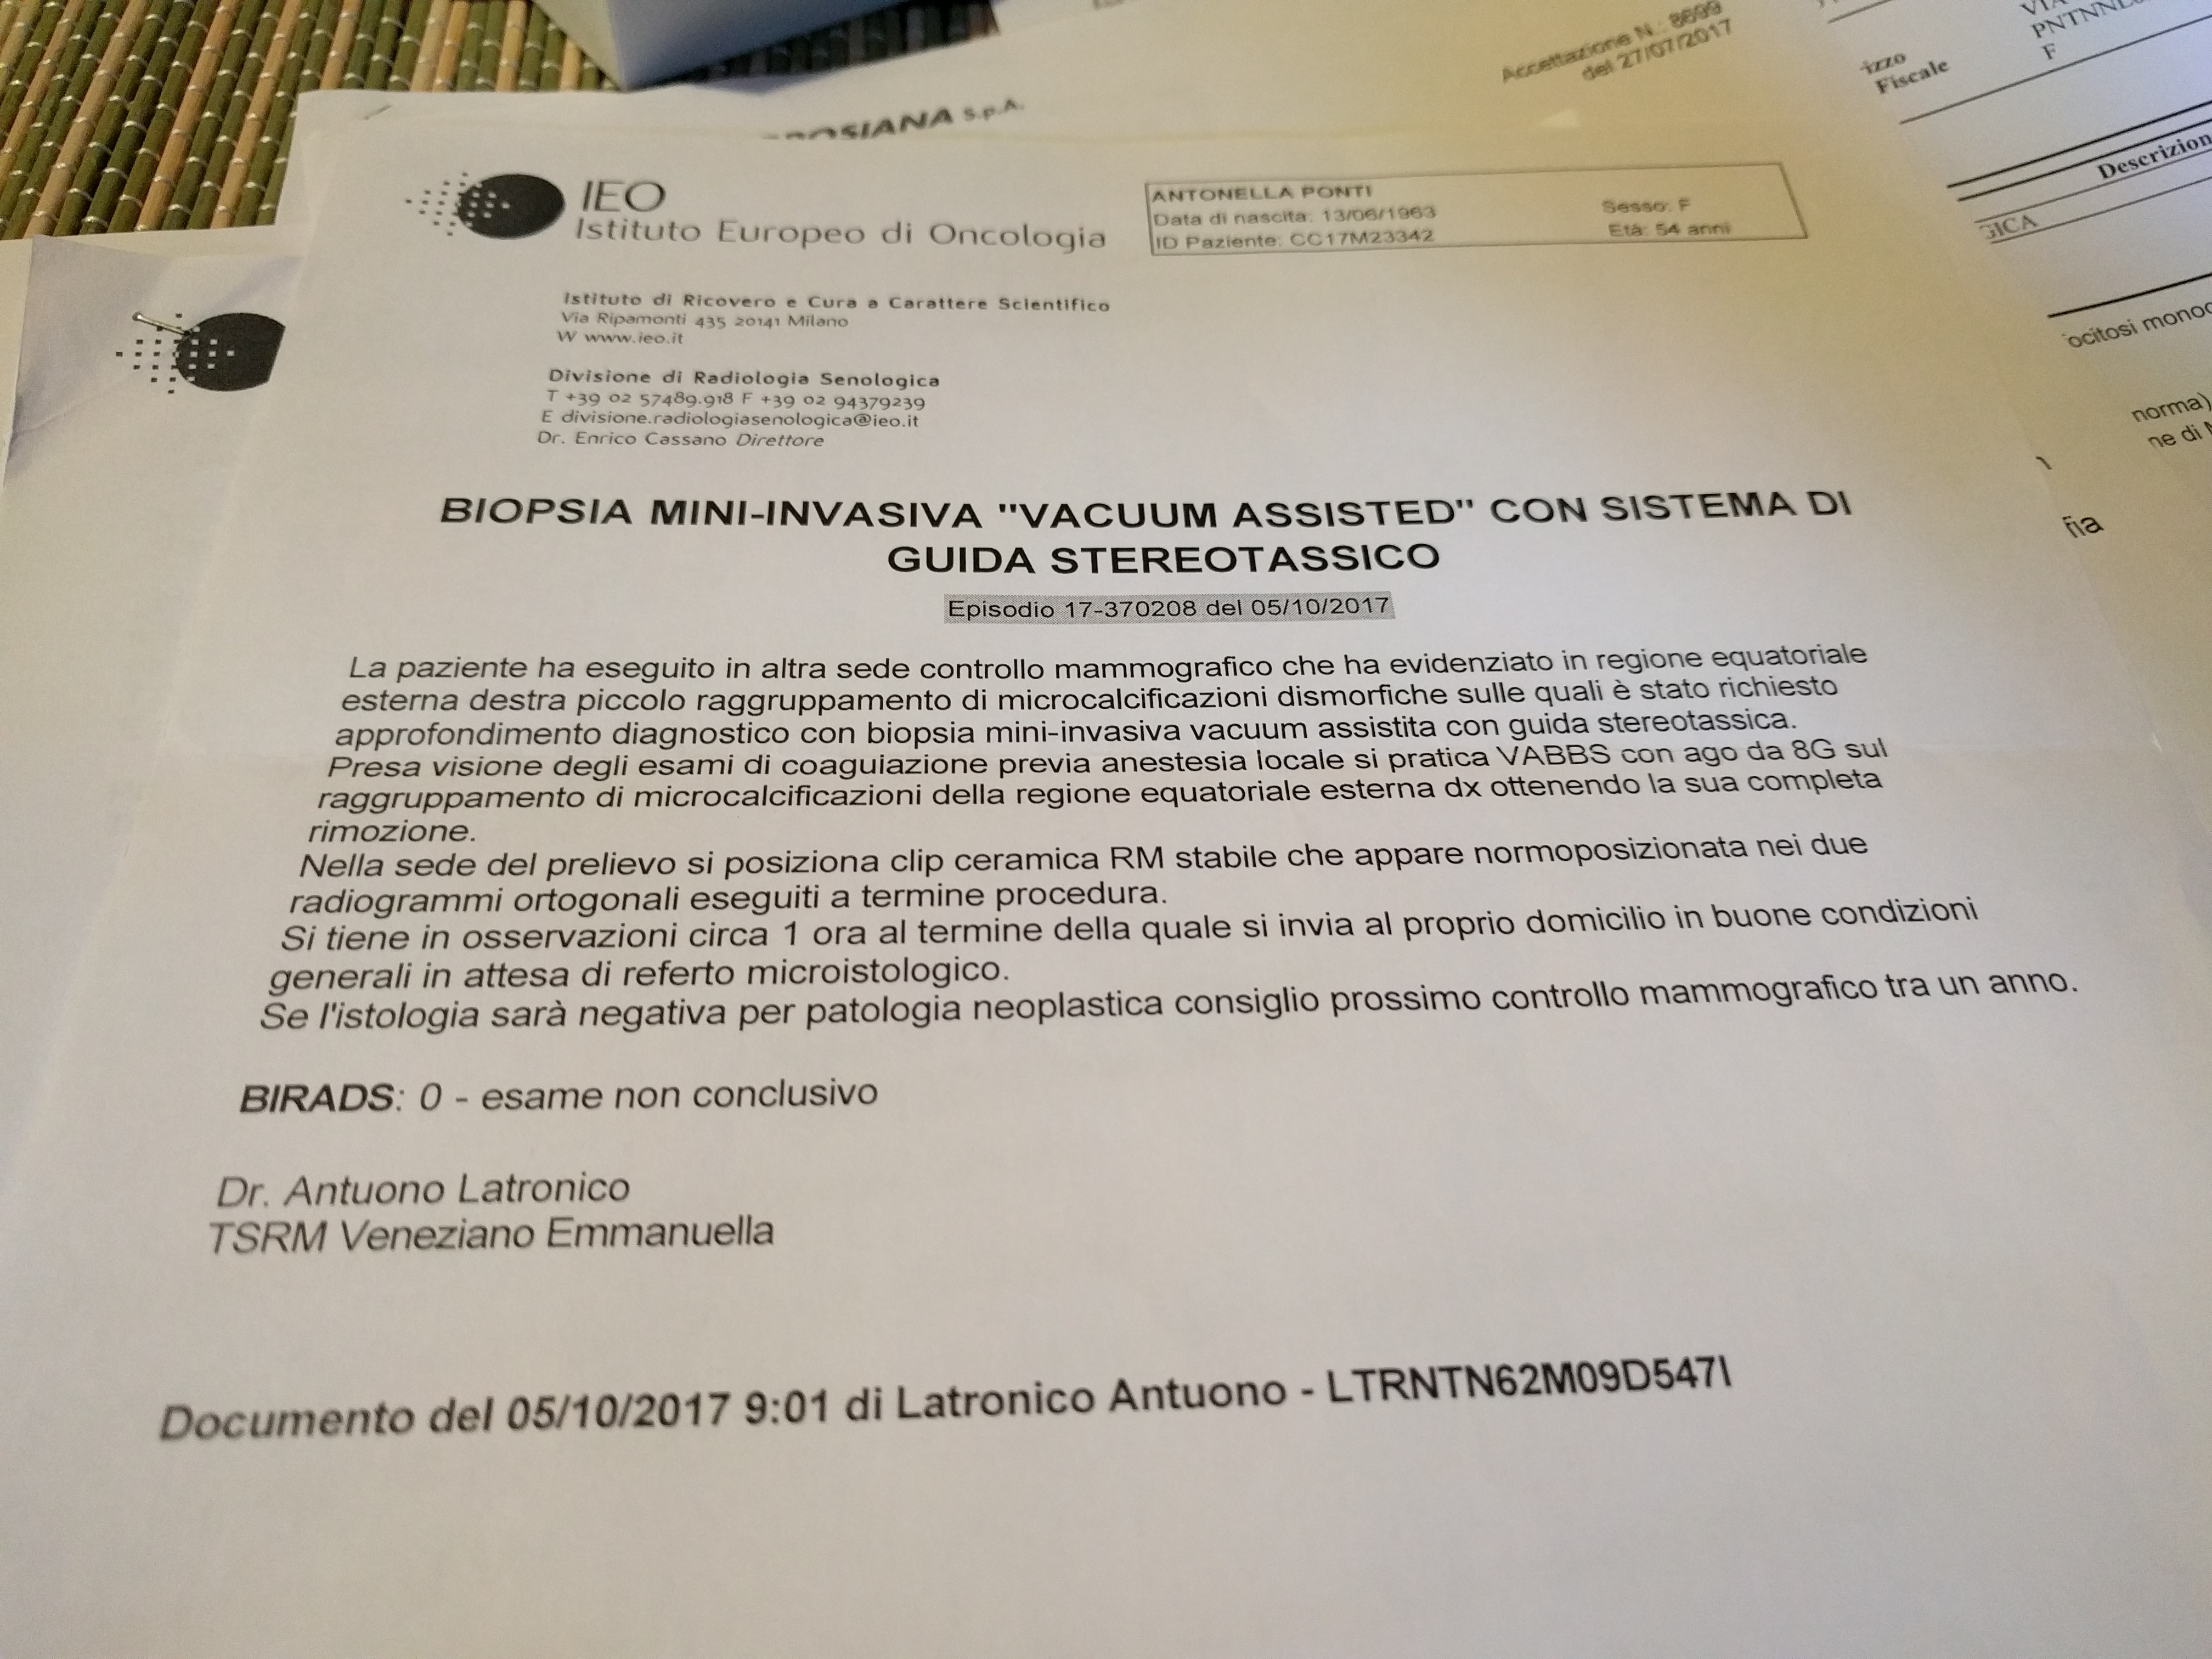 Accettazione N.: 8699
del 27/07/2017
izzo
Fiscale
F
Descrizion
GICA
ocitosi monoc
norma)
ne di
S.p.A.
IEO
Istituto Europeo di Oncologia
ANTONELLA PONTI
Data di nascita: 13/06/1963
Sesso: F
ID Paziente: CC17M23342
Età: 54 anni
Istituto di Ricovero e Cura a Carattere Scientifico
Via Ripamonti 435 20141 Milano
W www.ieo.it
Divisione di Radiologia Senologica
T +39 02 57489.918 F +39 02 94379239
E divisione.radiologiasenologica@ieo.it
Dr. Enrico Cassano Direttore
BIOPSIA MINI-INVASIVA "VACUUM ASSISTED" CON SISTEMA DI
GUIDA STEREOTASSICO
Episodio 17-370208 del 05/10/2017
La paziente ha eseguito in altra sede controllo mammografico che ha evidenziato in regione equatoriale
esterna destra piccolo raggruppamento di microcalcificazioni dismorfiche sulle quali è stato richiesto
approfondimento diagnostico con biopsia mini-invasiva vacuum assistita con guida stereotassica.
Presa visione degli esami di coaguiazione previa anestesia locale si pratica VABBS con ago da 8G sul
raggruppamento di microcalcificazioni della regione equatoriale esterna dx ottenendo la sua completa
rimozione.
Nella sede del prelievo si posiziona clip ceramica RM stabile che appare normoposizionata nei due
radiogrammi ortogonali eseguiti a termine procedura.
Si tiene in osservazioni circa 1 ora al termine della quale si invia al proprio domicilio in buone condizioni
generali in attesa di referto microistologico.
Se l'istologia sarà negativa per patologia neoplastica consiglio prossimo controllo mammografico tra un anno.
BIRADS: 0 - esame non conclusivo
Dr. Antuono Latronico
TSRM Veneziano Emmanuella
Documento del 05/10/2017 9:01 di Latronico Antuono - LTRNTN62M09D547I